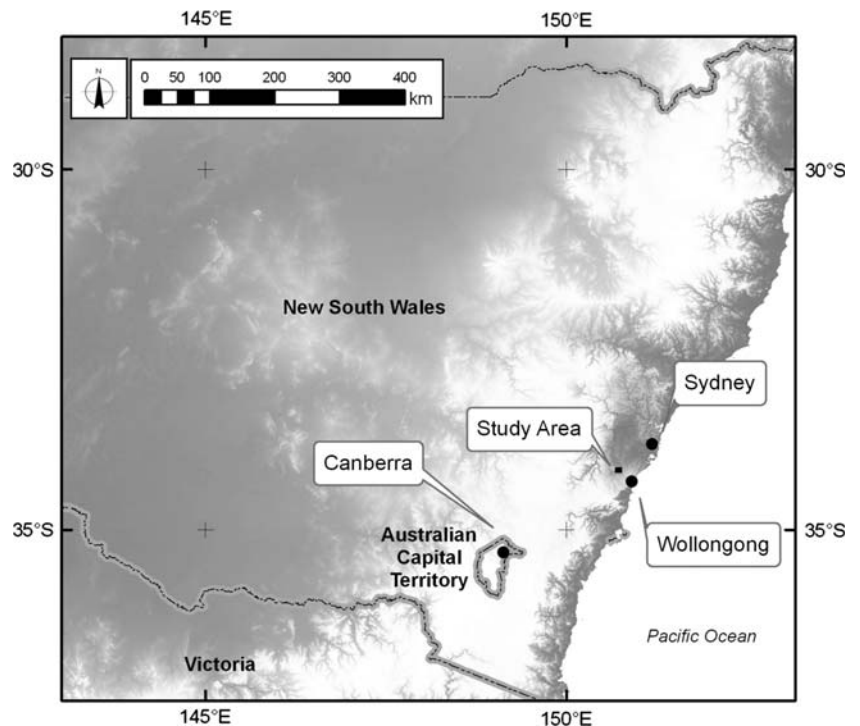 145°E 150°E
N
0 50 100 200 300 400
km
30°S 30°S
New South Wales
Sydney
Study Area
Canberra
35°S 35°S
Australian
Capital
Territory
Wollongong
Pacific Ocean
Victoria
145°E 150°E